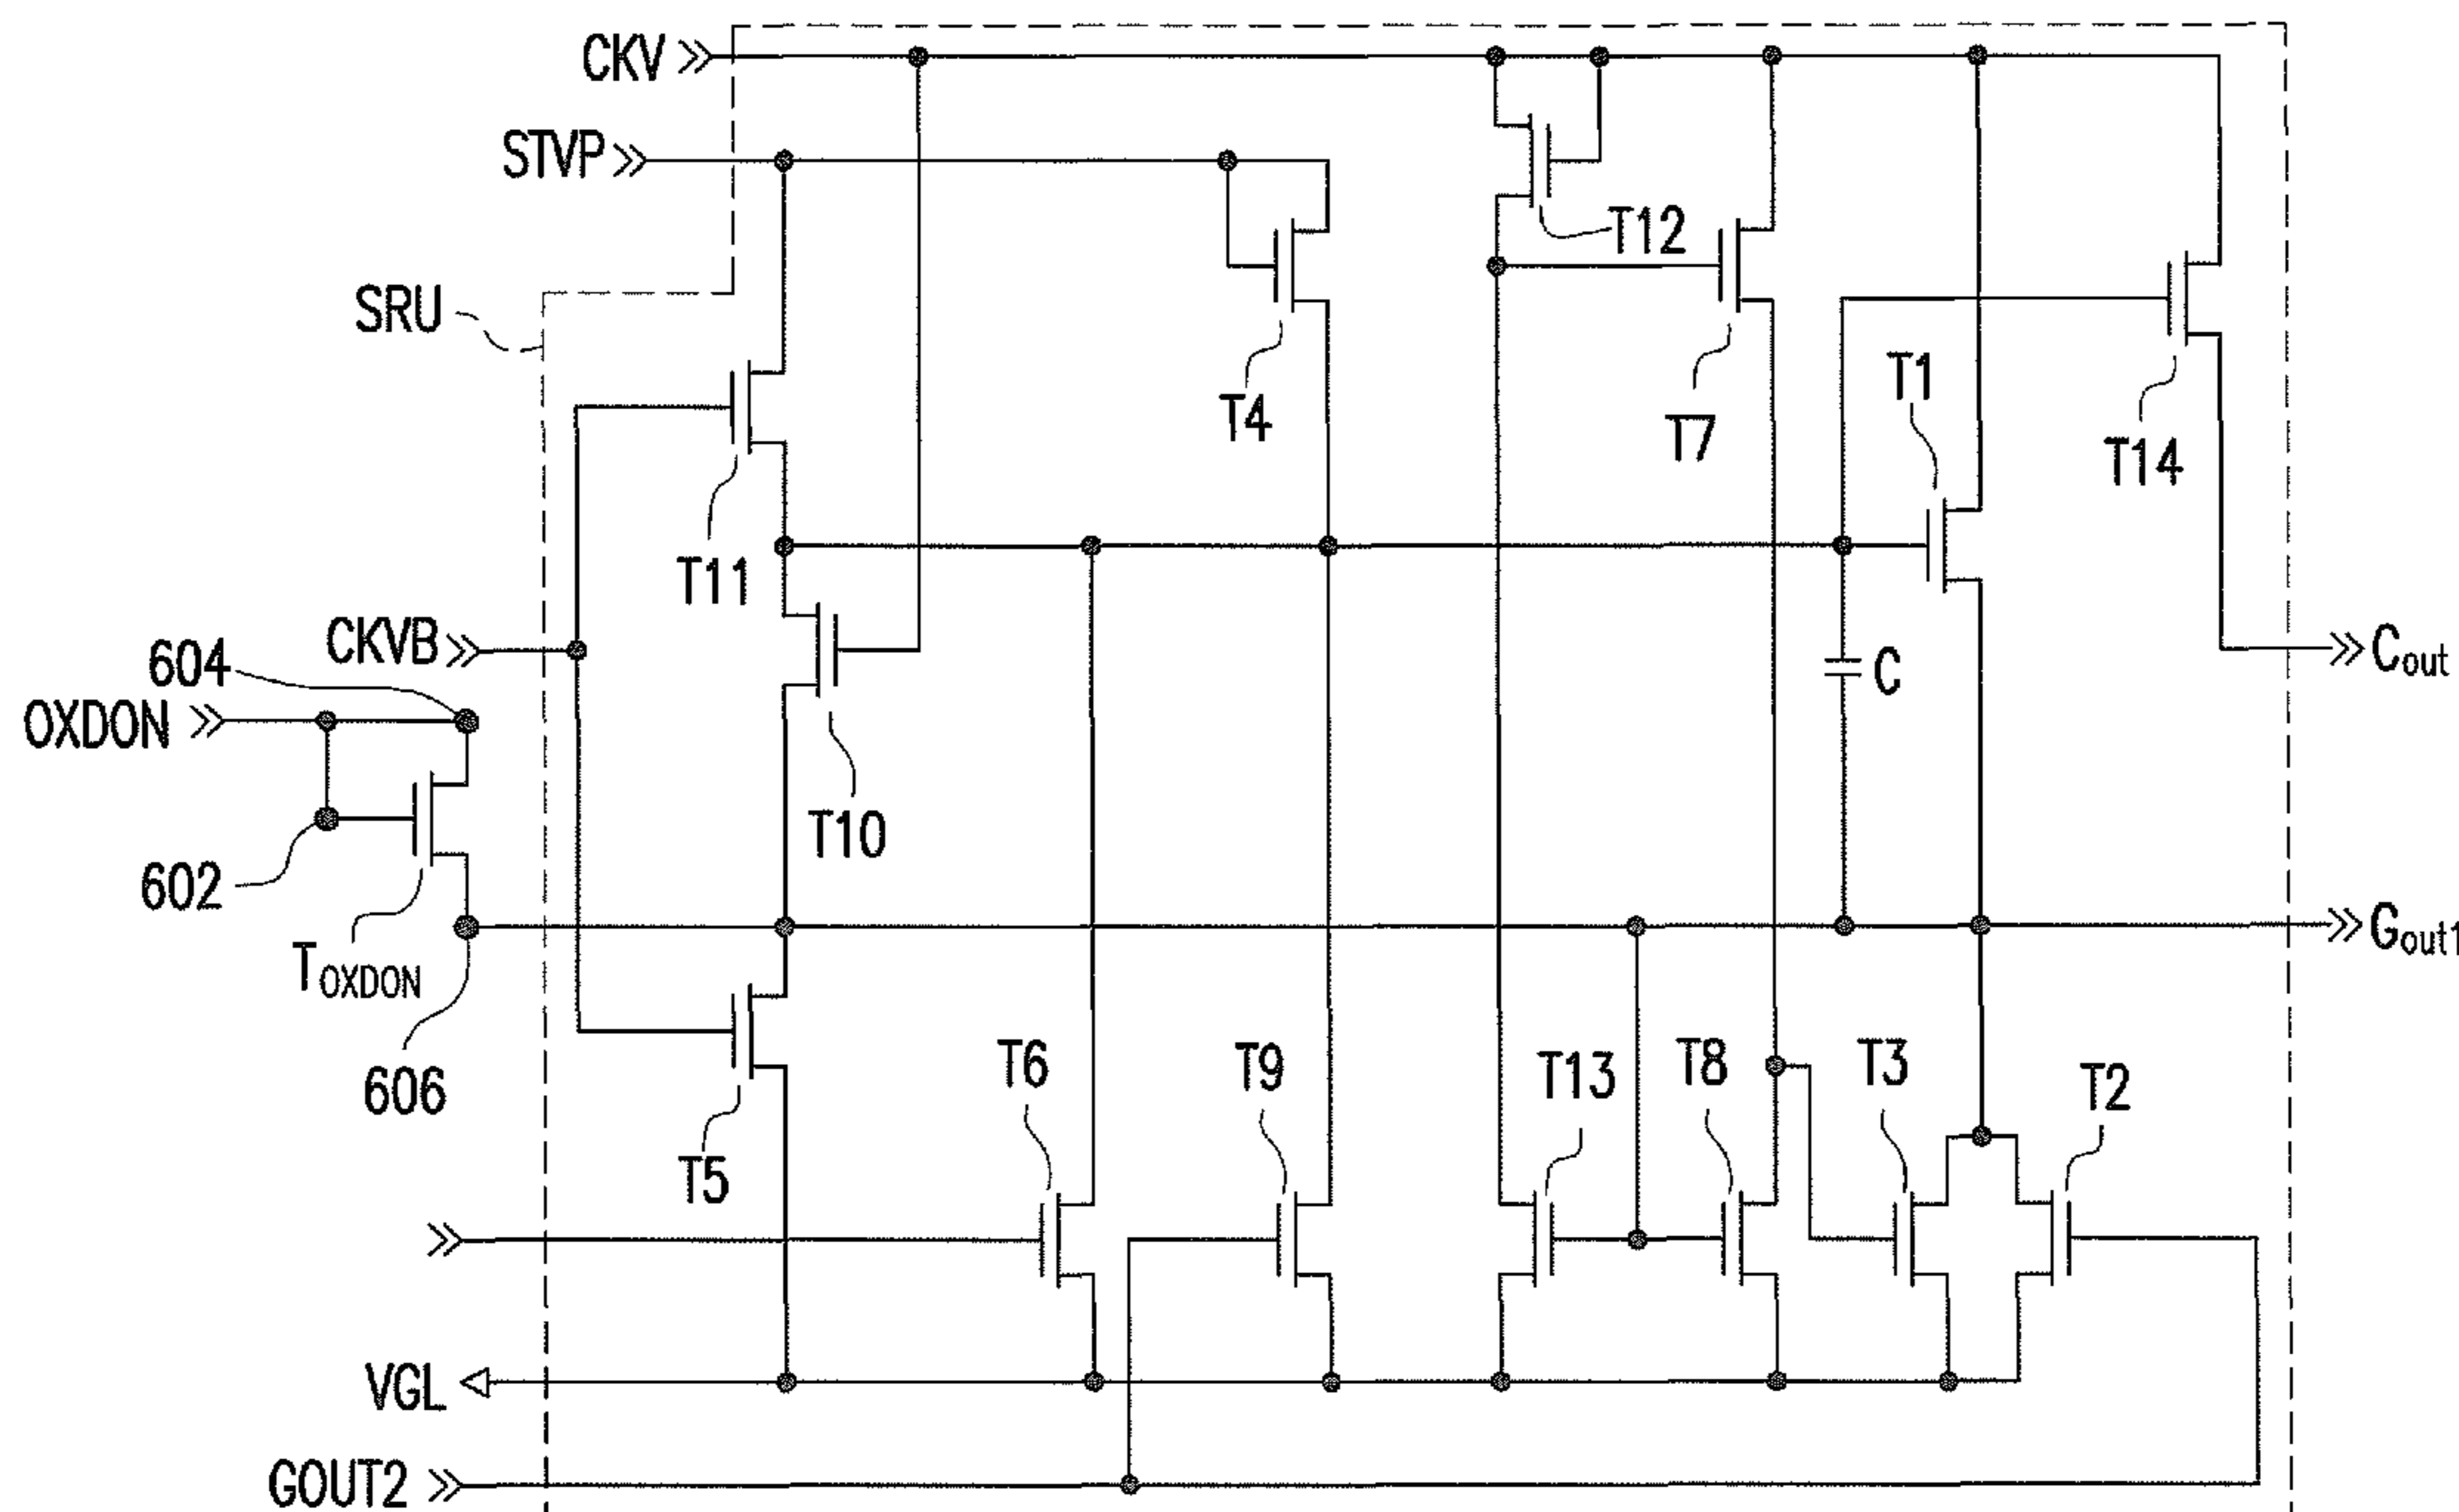 CKV
STVP
T12
SRU
T4
T7
T1
T14
T11
CKVB
604
C
Cout
OXDON
T10
602
TOXDON
Gout1
606
T5
T6
T9
T13
T8
T3
T2
VGL
GOUT2